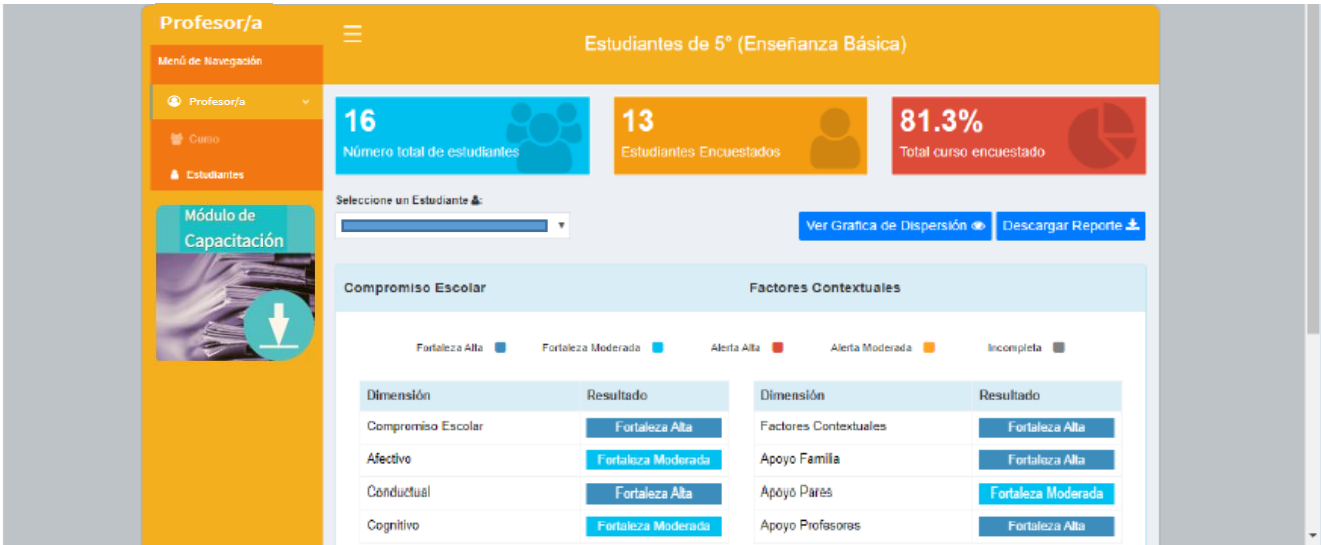 Profesor/a
Menú de Navegación
Profesor/a
Curso
Estudiantes
Módulo de
Capacitación
Estudiantes de 5° (Enseñanza Básica)
16
Número total de estudiantes
13
Estudiantes Encuestados
81.3%
Total curso encuestado
Seleccione un Estudiante :
Ver Grafica de Dispersión
Descargar Reporte
Compromiso Escolar
Factores Contextuales
Fortaleza Alta
Fortaleza Moderada
Alerta Alta
Alerta Moderada
Incompleta
Dimensión Resultado
Compromiso Escolar Fortaleza Alta
Afectivo Fortaleza Moderada
Conductual Fortaleza Alta
Cognitivo Fortaleza Moderada
Dimensión Resultado
Factores Contextuales Fortaleza Alta
Apoyo Familia Fortaleza Alta
Apoyo Pares Fortaleza Moderada
Apoyo Profesores Fortaleza Alta